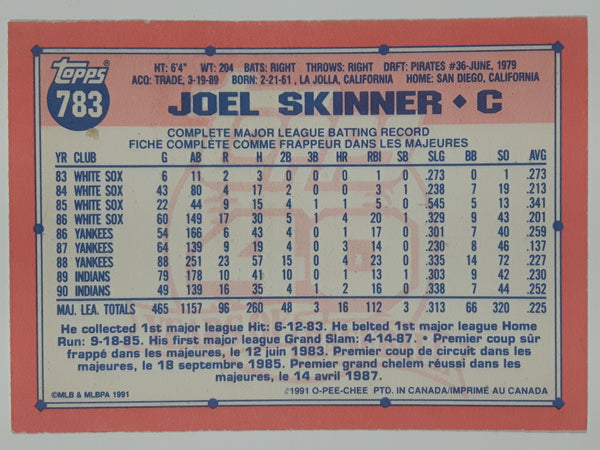 topps®
783
HT: 6'4" WT: 204 BATS: RIGHT THROWS: RIGHT DRFT: PIRATES #36-JUNE, 1979
ACQ: TRADE, 3-19-89 BORN: 2-21-61, LA JOLLA, CALIFORNIA HOME: SAN DIEGO, CALIFORNIA
JOEL SKINNER ♦ C
COMPLETE MAJOR LEAGUE BATTING RECORD
FICHE COMPLÈTE COMME FRAPPEUR DANS LES MAJEURES
YR CLUB G AB R H 2B 3B HR RBI SB SLG BB SO AVG
83 WHITE SOX 6 11 2 3 0 0 0 1 0 .273 0 1 .273
84 WHITE SOX 43 80 4 17 2 0 0 3 1 .238 7 19 .213
85 WHITE SOX 22 44 9 15 4 1 1 5 0 .545 5 13 .341
86 WHITE SOX 60 149 17 30 5 1 4 20 1 .329 9 43 .201
86 YANKEES 54 166 6 43 4 0 1 17 0 .301 7 40 .259
87 YANKEES 64 139 9 19 4 0 3 14 0 .230 8 46 .137
88 YANKEES 88 251 23 57 15 0 4 23 0 .335 14 72 .227
89 INDIANS 79 178 10 41 10 0 1 13 1 .303 9 42 .230
90 INDIANS 49 139 16 35 4 1 2 16 0 .338 7 44 .252
MAJ. LEA. TOTALS 465 1157 96 260 48 3 16 112 3 .313 66 320 .225
He collected 1st major league Hit: 6-12-83. He belted 1st major league Home
Run: 9-18-85. His first major league Grand Slam: 4-14-87. • Premier coup sûr
frappé dans les majeures, le 12 juin 1983. Premier coup de circuit dans les
majeures, le 18 septembre 1985. Premier grand chelem réussi dans les
majeures, le 14 avril 1987.
©MLB & MLBPA 1991
©1991 O-PEE-CHEE PTD. IN CANADA/IMPRIMÉ AU CANADA